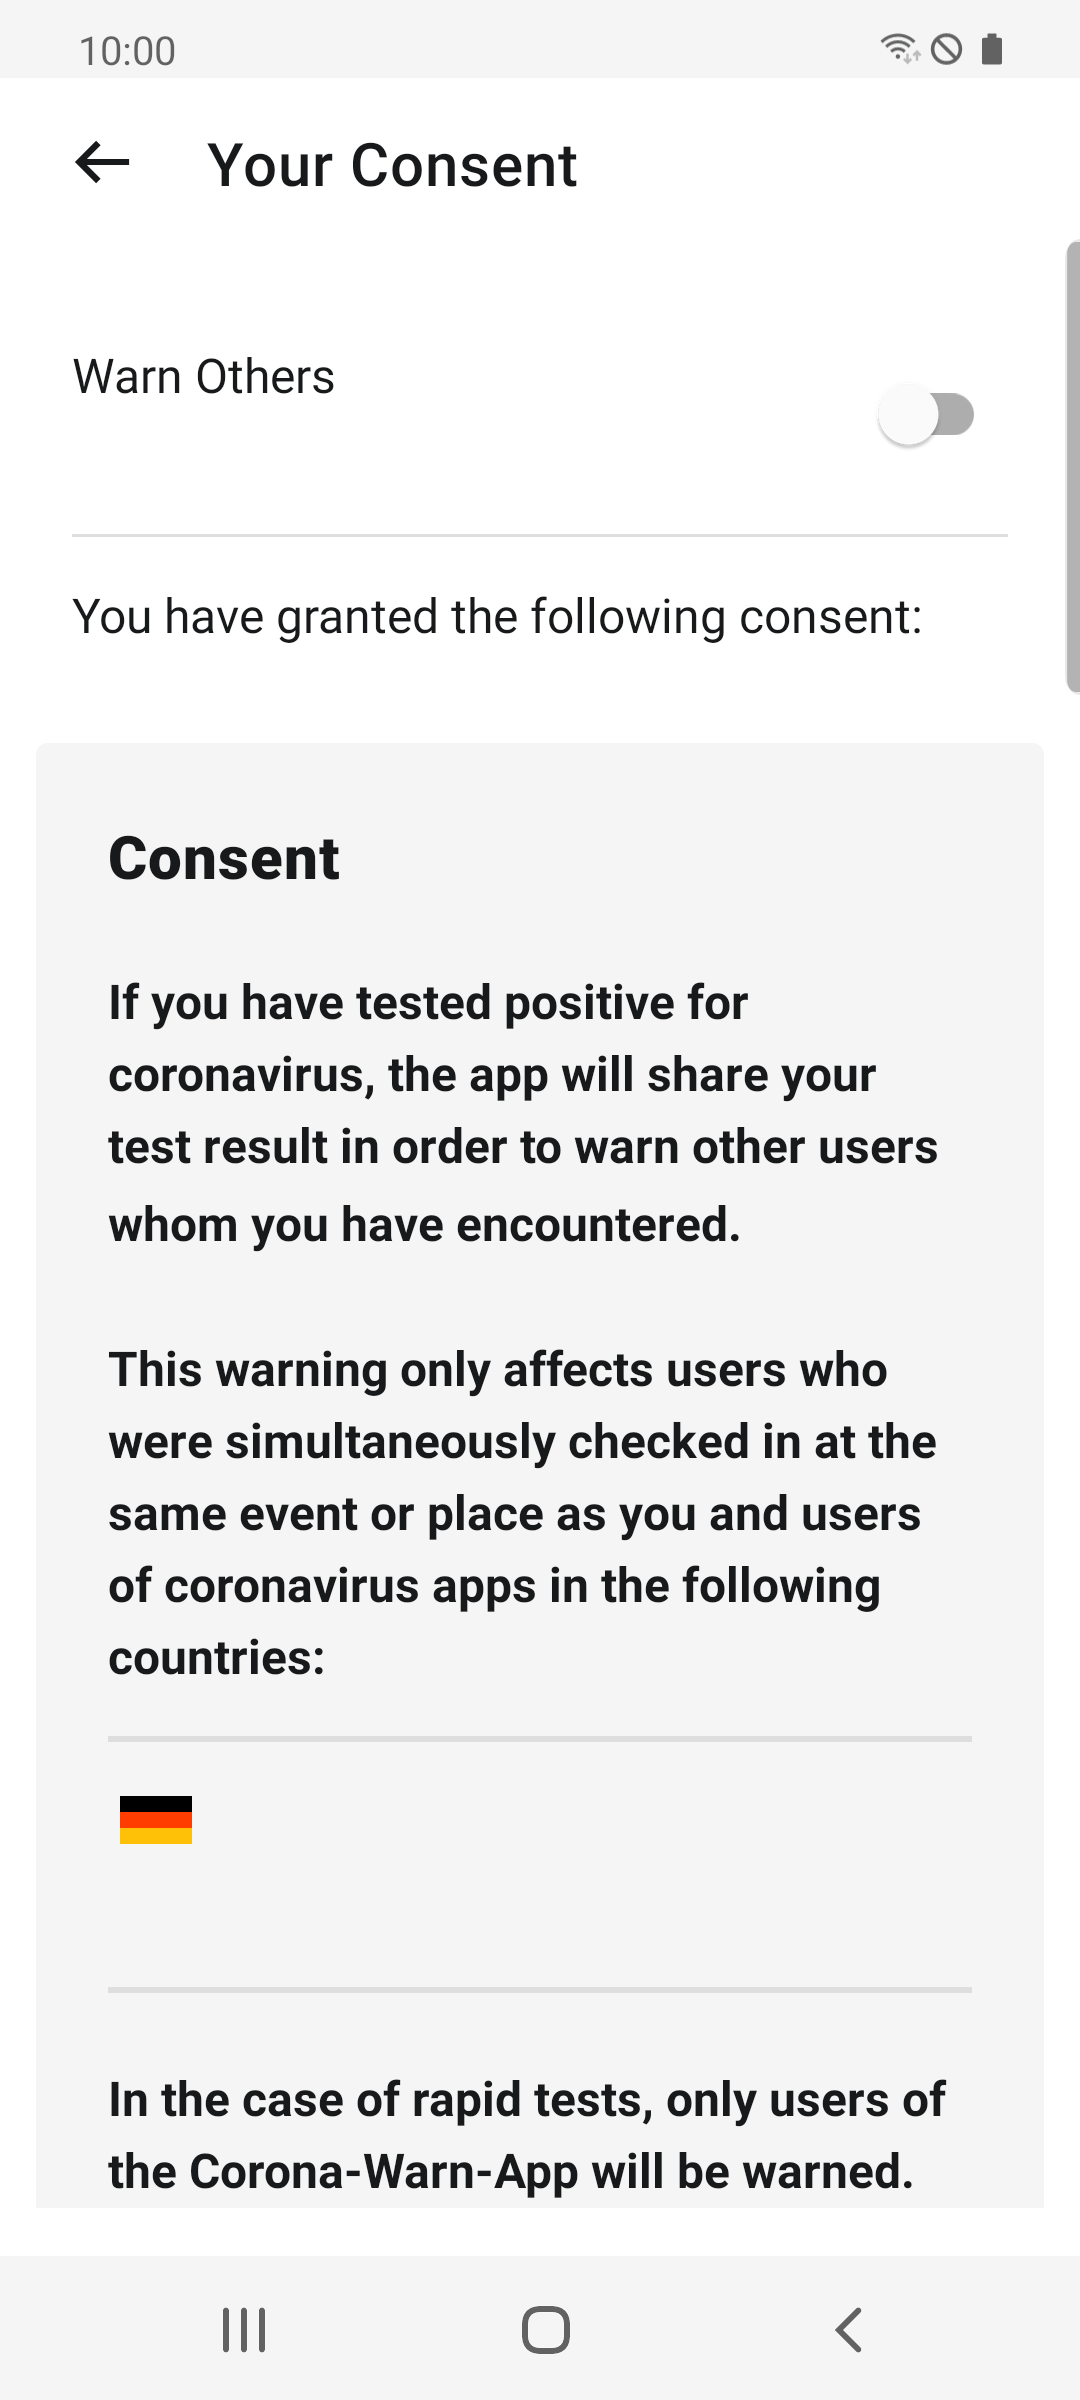 10:00
Your Consent
Warn Others
You have granted the following consent:
Consent
If you have tested positive for
coronavirus, the app will share your
test result in order to warn other users
whom you have encountered.
This warning only affects users who
were simultaneously checked in at the
same event or place as you and users
of coronavirus apps in the following
countries:
In the case of rapid tests, only users of
the Corona-Warn-App will be warned.